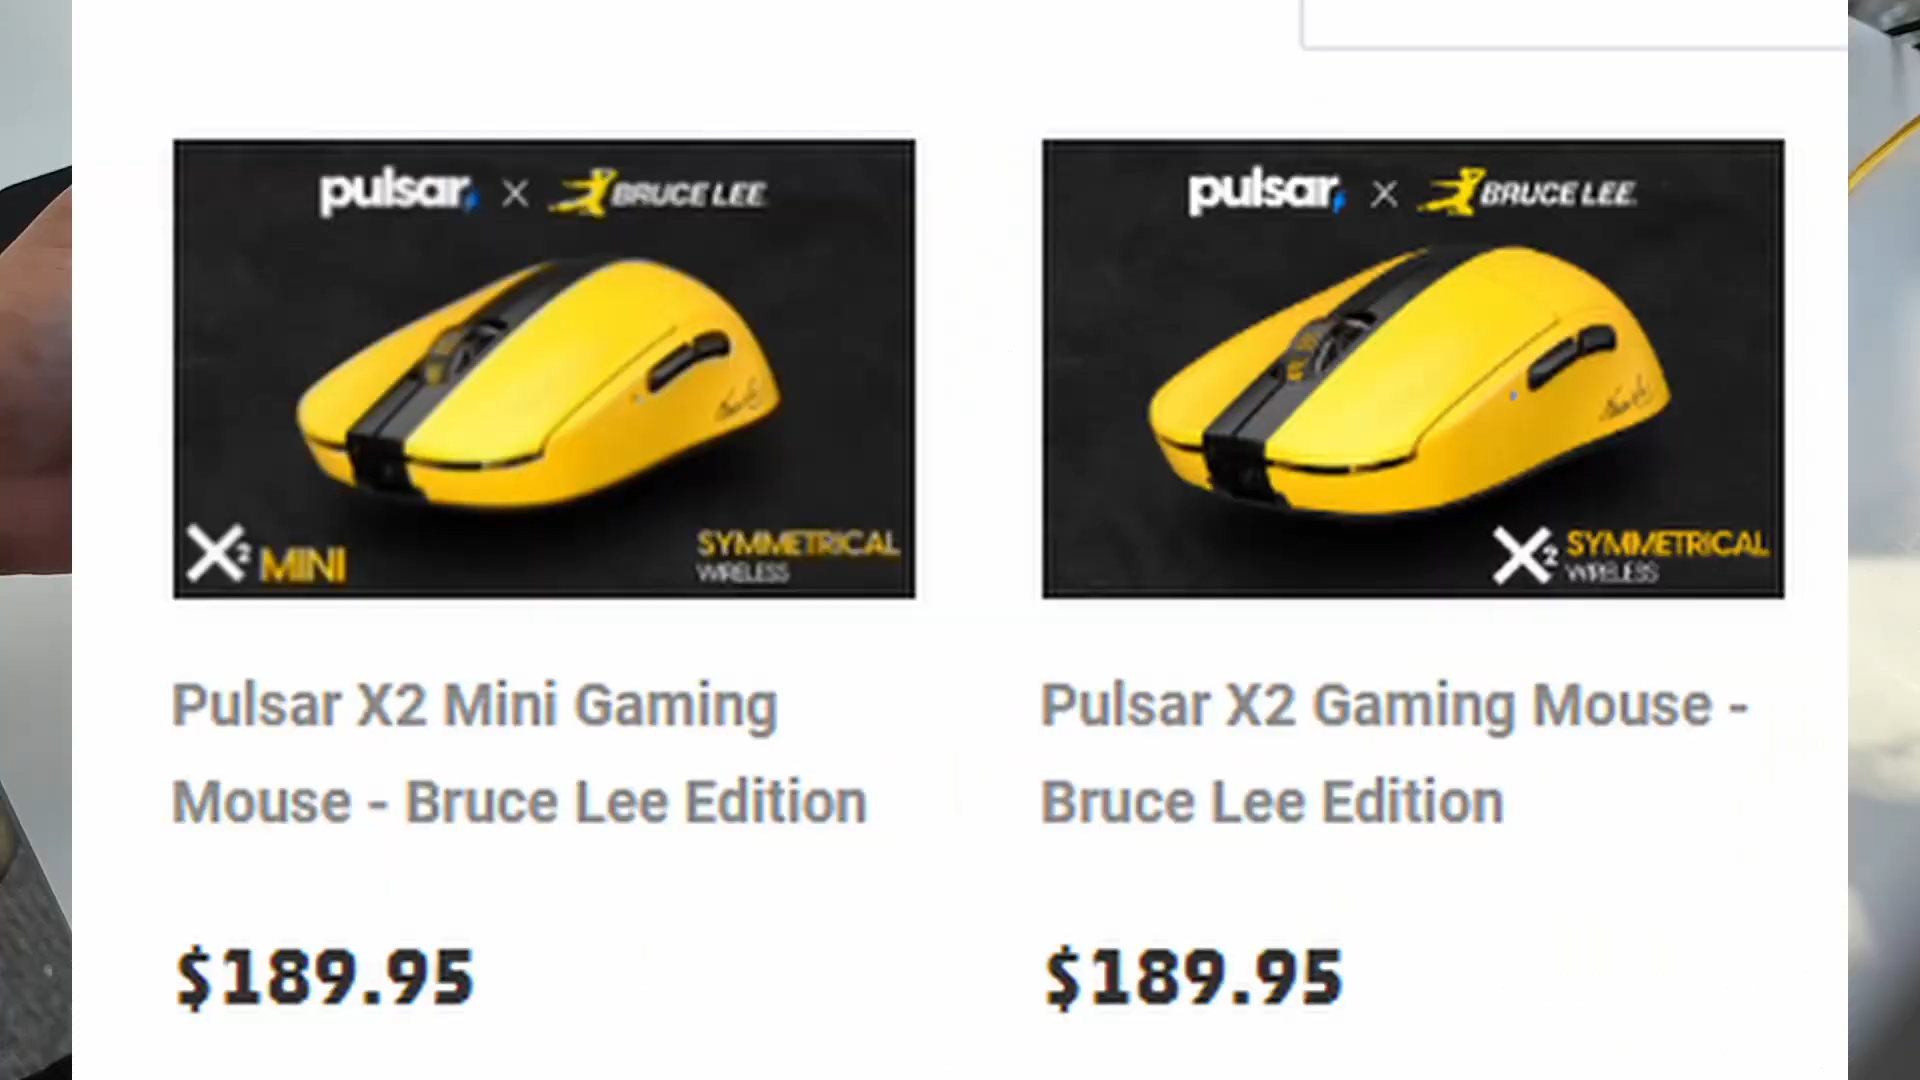 pulsar X BRUCE LEE
X2 MINI
SYMMETRICAL
WIRELESS
Pulsar X2 Mini Gaming
Mouse - Bruce Lee Edition
$189.95
pulsar X BRUCE LEE
X2 SYMMETRICAL
WIRELESS
Pulsar X2 Gaming Mouse -
Bruce Lee Edition
$189.95